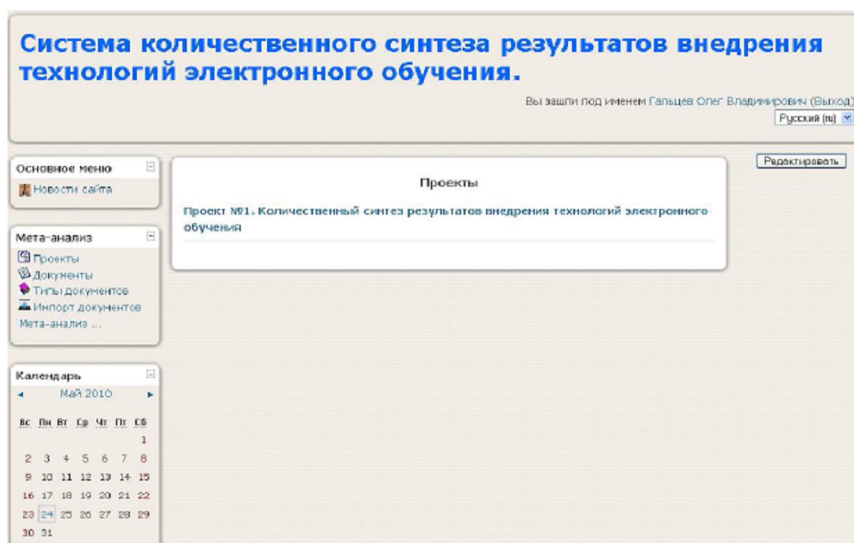 Система количественного синтеза результатов внедрения
технологий электронного обучения.
Вы зашли под именем Гальцев Олег Владимирович (Выход)
Русский (ru)
Редактировать
Основное меню
Новости сайта
Мета-анализ
Проекты
Документы
Типы документов
Импорт документов
Мета-анализ ...
Календарь
◄ Май 2010 ►
Вс Пн Вт Ср Чт Пт Сб
1
2 3 4 5 6 7 8
9 10 11 12 13 14 15
16 17 18 19 20 21 22
23 24 25 26 27 28 29
30 31
Проекты
Проект №1. Количественный синтез результатов внедрения технологий электронного
обучения